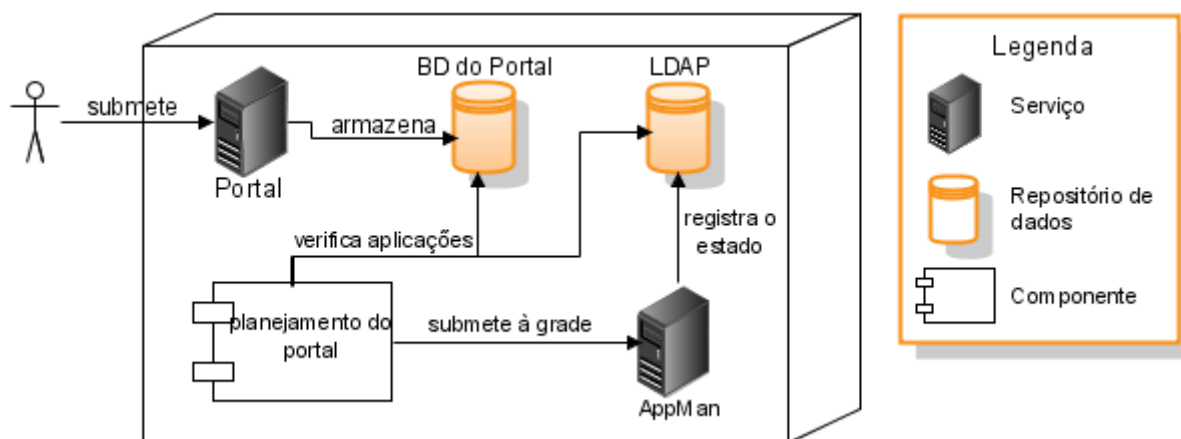 submete
Portal
armazena
BD do Portal
LDAP
verifica aplicações
registra o
estado
planejamento do
portal
submete à grade
AppMan
Legenda
Serviço
Repositório de
dados
Componente